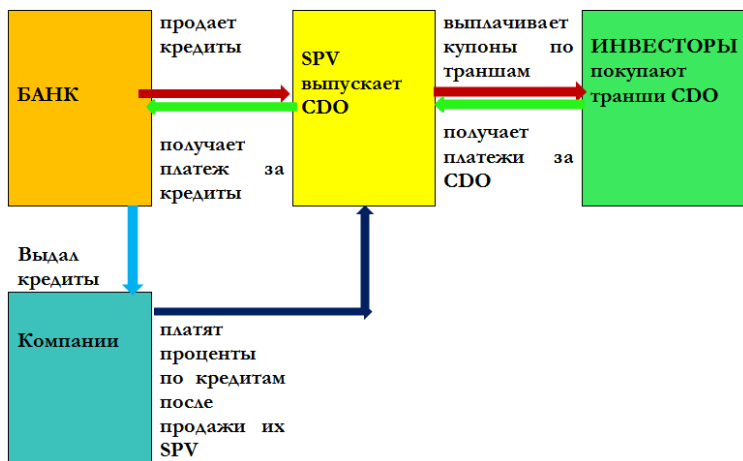 продает
кредиты
БАНК
получает
платеж за
кредиты
SPV
выпускает
CDO
выплачивает
купоны по
траншам
получает
платежи за
CDO
ИНВЕСТОРЫ
покупают
транши CDO
Выдал
кредиты
Компании
платят
проценты
по кредитам
после
продажи их
SPV